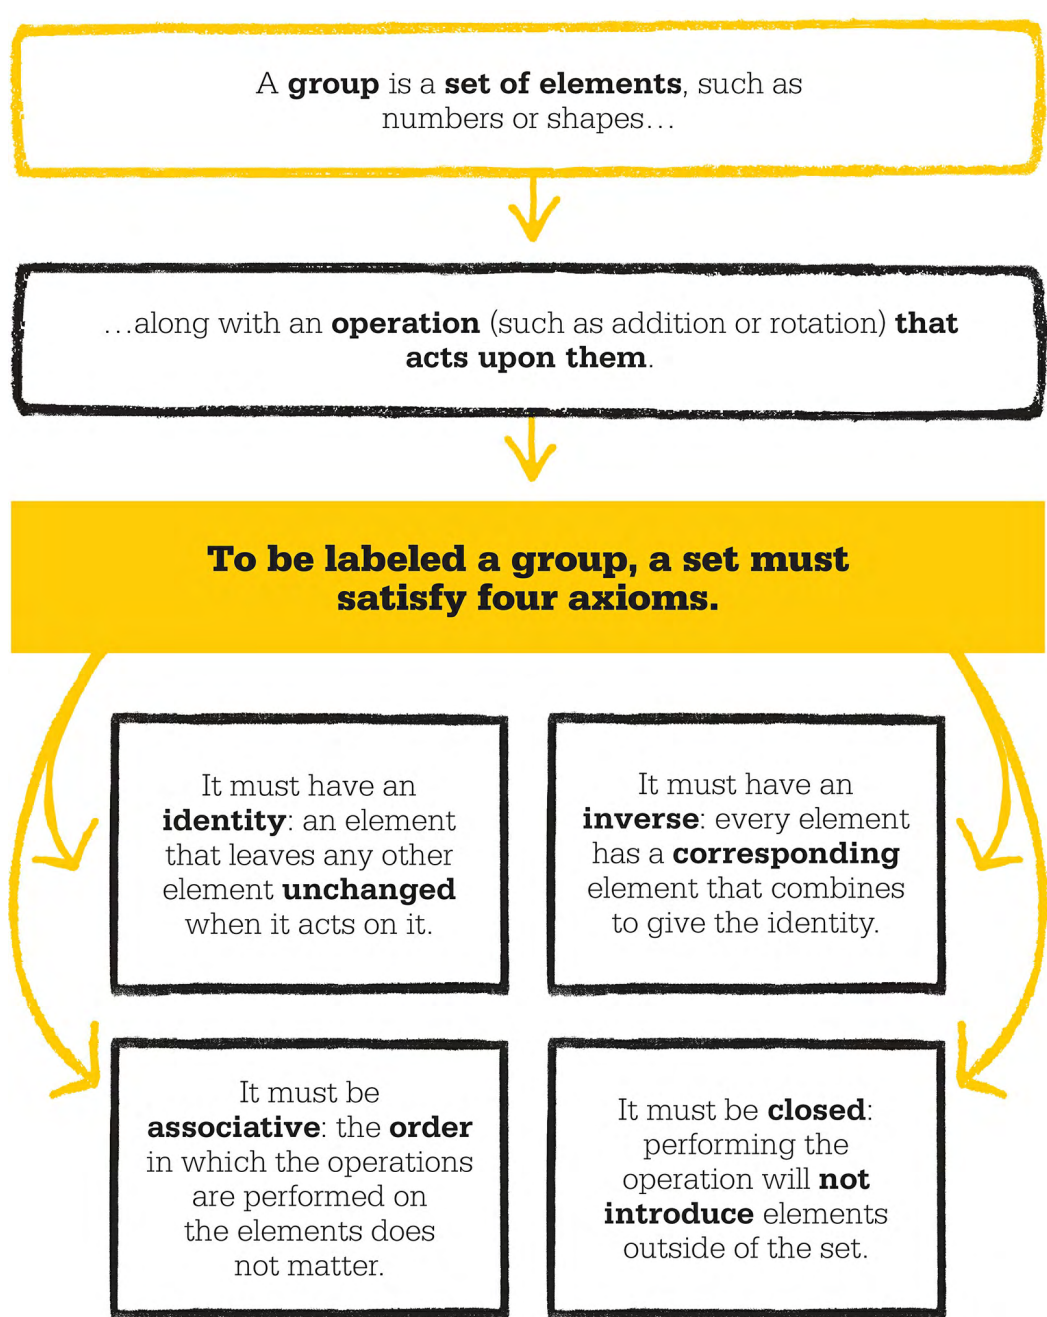 A group is a set of elements, such as
numbers or shapes…
…along with an operation (such as addition or rotation) that
acts upon them.
To be labeled a group, a set must
satisfy four axioms.
It must have an
identity: an element
that leaves any other
element unchanged
when it acts on it.
It must have an
inverse: every element
has a corresponding
element that combines
to give the identity.
It must be
associative: the order
in which the operations
are performed on
the elements does
not matter.
It must be closed:
performing the
operation will not
introduce elements
outside of the set.